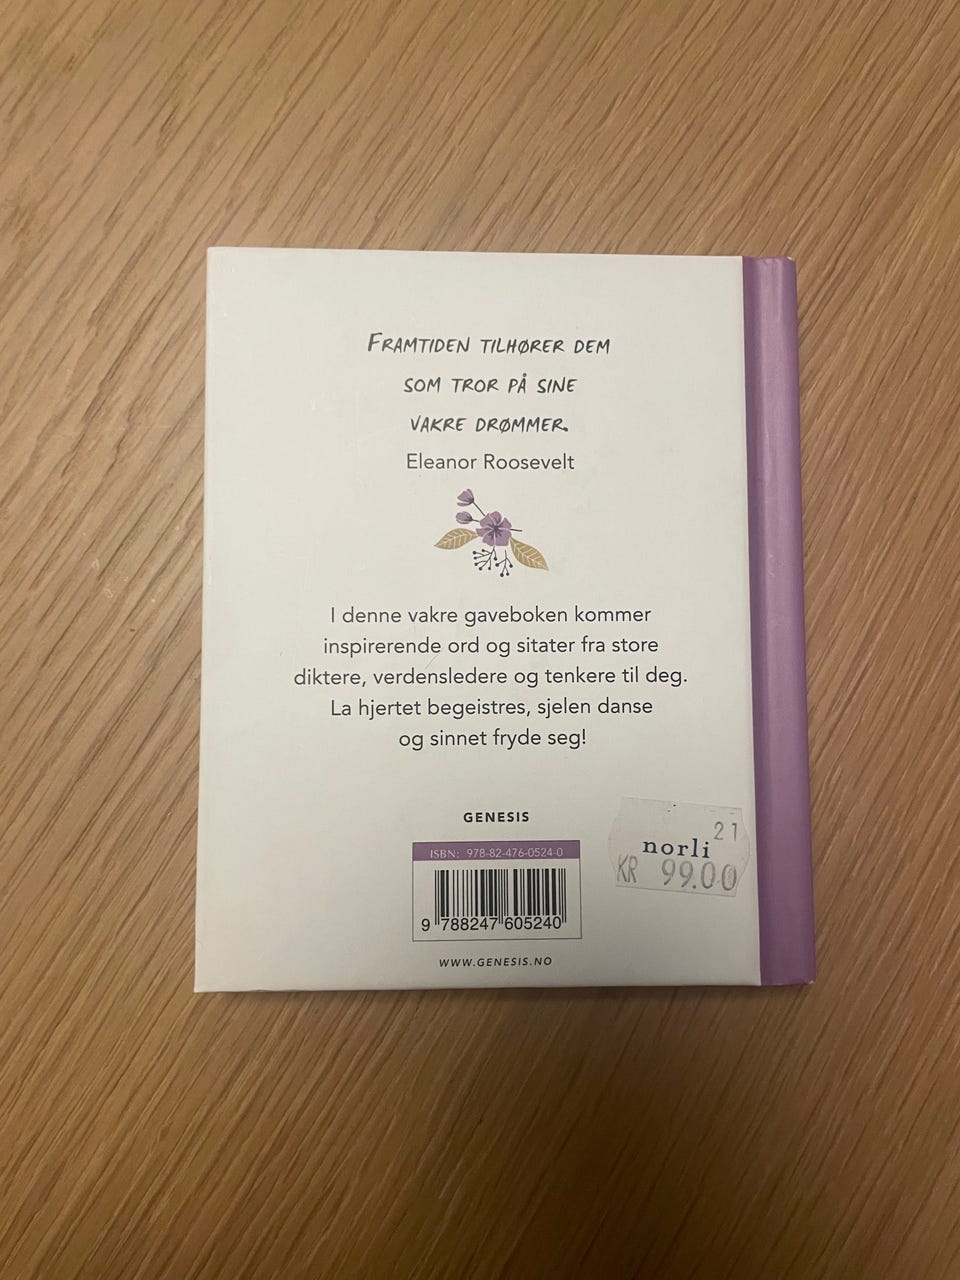 FRAMTIDEN TILHØRER DEM
SOM TROR PÅ SINE
VAKRE DRØMMER.
Eleanor Roosevelt
I denne vakre gaveboken kommer
inspirerende ord og sitater fra store
diktere, verdensledere og tenkere til deg.
La hjertet begeistres, sjelen danse
og sinnet fryde seg!
GENESIS
ISBN: 978-82-476-0524-0
9 788247 605240
WWW.GENESIS.NO
21
norli
KR 99.00